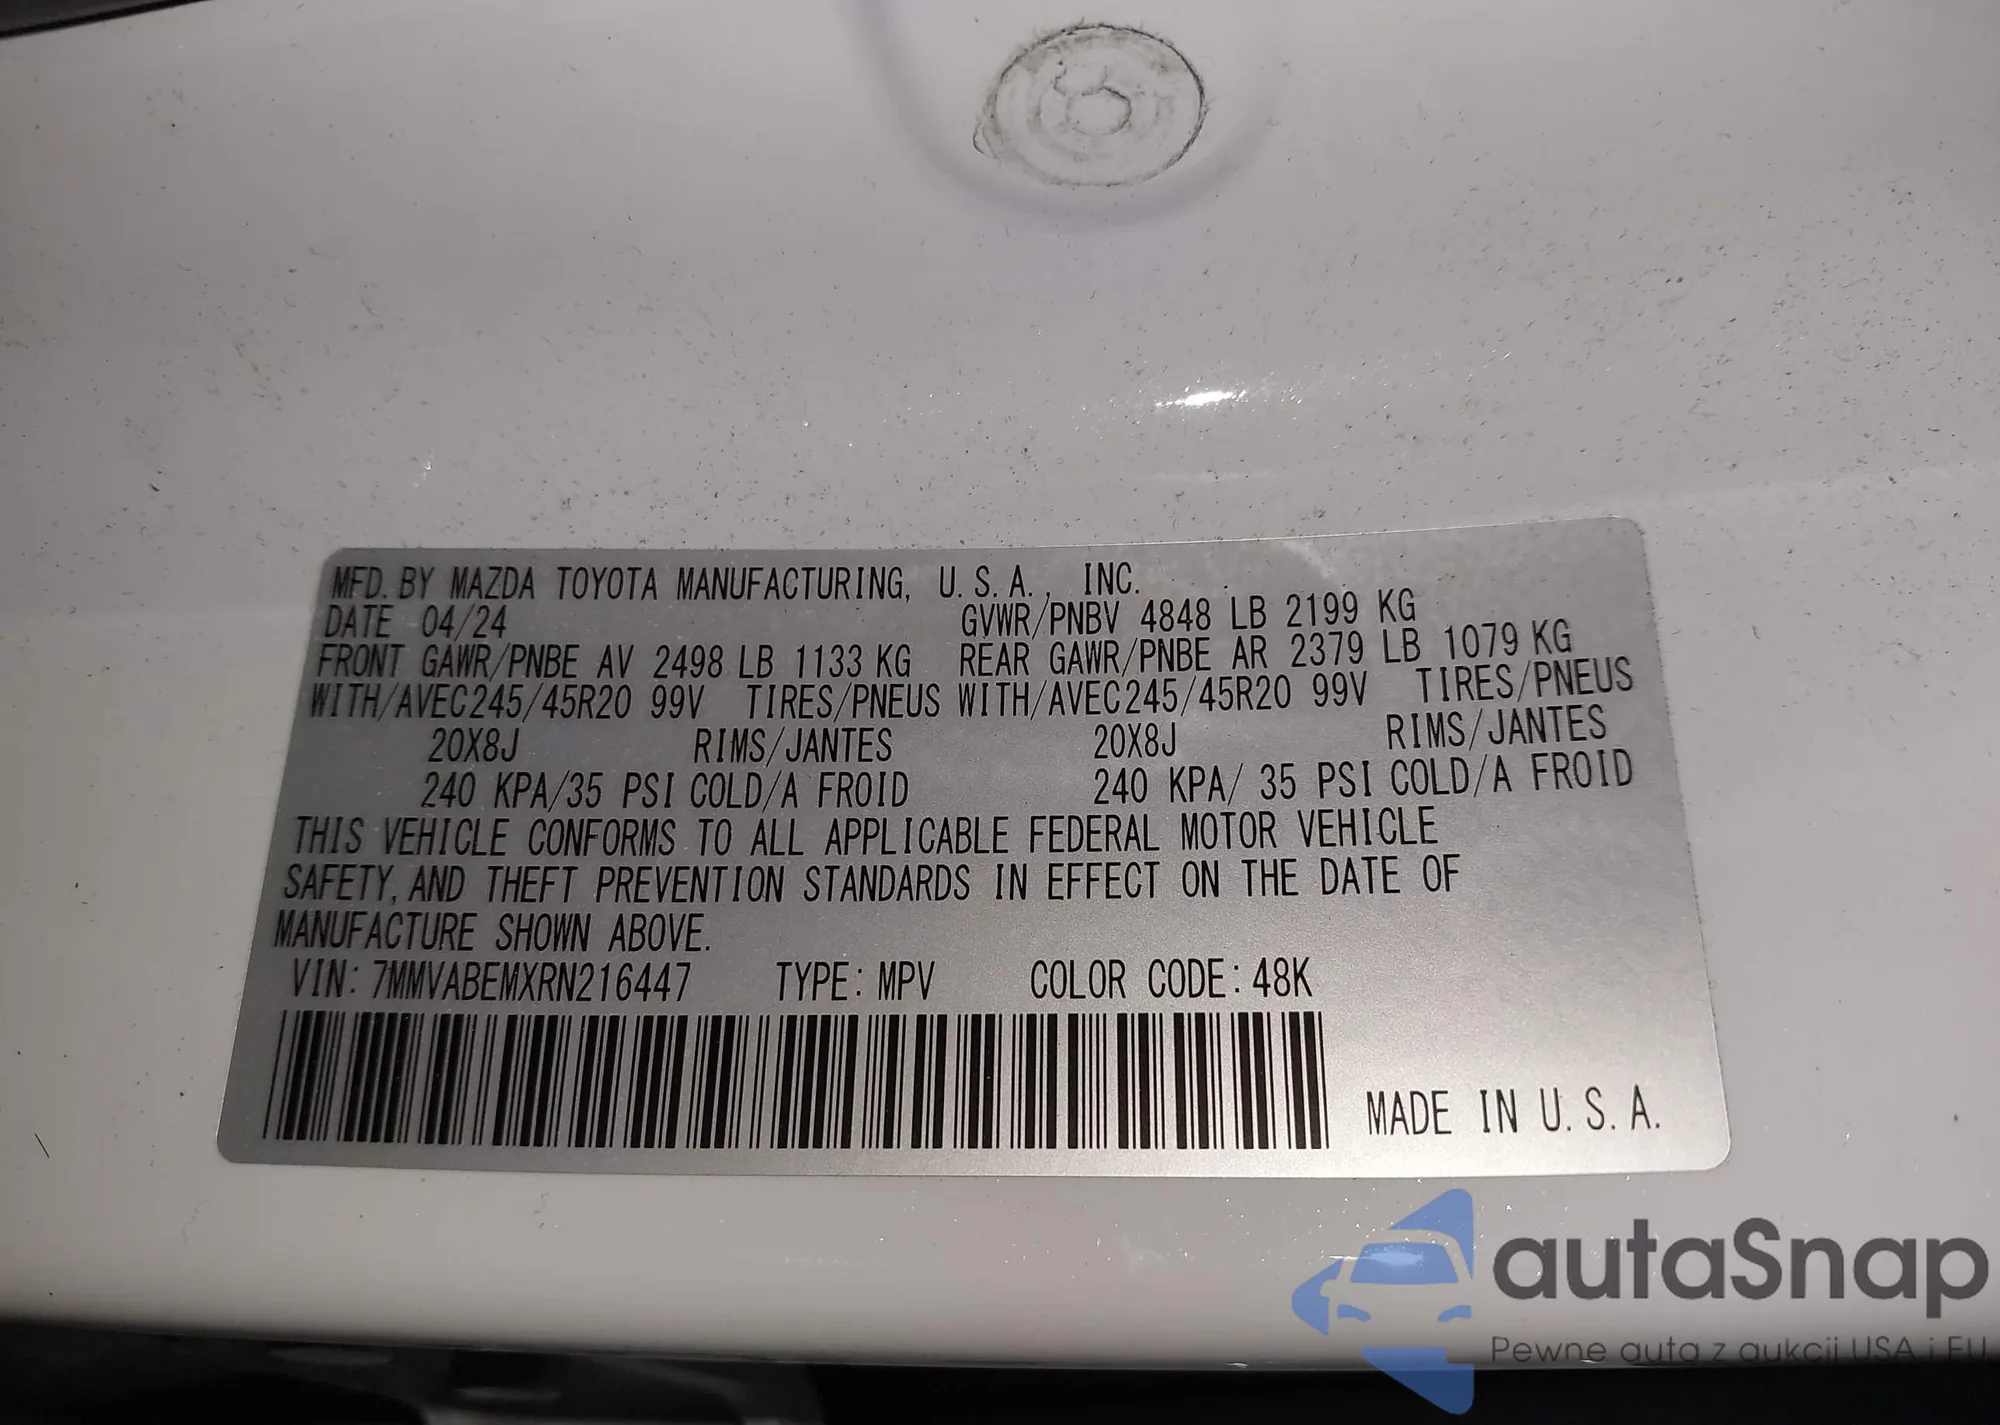 MFD. BY MAZDA TOYOTA MANUFACTURING, U.S.A., INC.
DATE 04/24 GVWR/PNBV 4848 LB 2199 KG
FRONT GAWR/PNBE AV 2498 LB 1133 KG REAR GAWR/PNBE AR 2379 LB 1079 KG
WITH/AVEC245/45R20 99V TIRES/PNEUS WITH/AVEC245/45R20 99V TIRES/PNEUS
20X8J RIMS/JANTES 20X8J RIMS/JANTES
240 KPA/35 PSI COLD/A FROID 240 KPA/ 35 PSI COLD/A FROID
THIS VEHICLE CONFORMS TO ALL APPLICABLE FEDERAL MOTOR VEHICLE
SAFETY, AND THEFT PREVENTION STANDARDS IN EFFECT ON THE DATE OF
MANUFACTURE SHOWN ABOVE.
VIN: 7MMVABEMXRN216447 TYPE: MPV COLOR CODE: 48K
MADE IN U.S.A.
autaSnap
Pewne auta z aukcji USA i EU